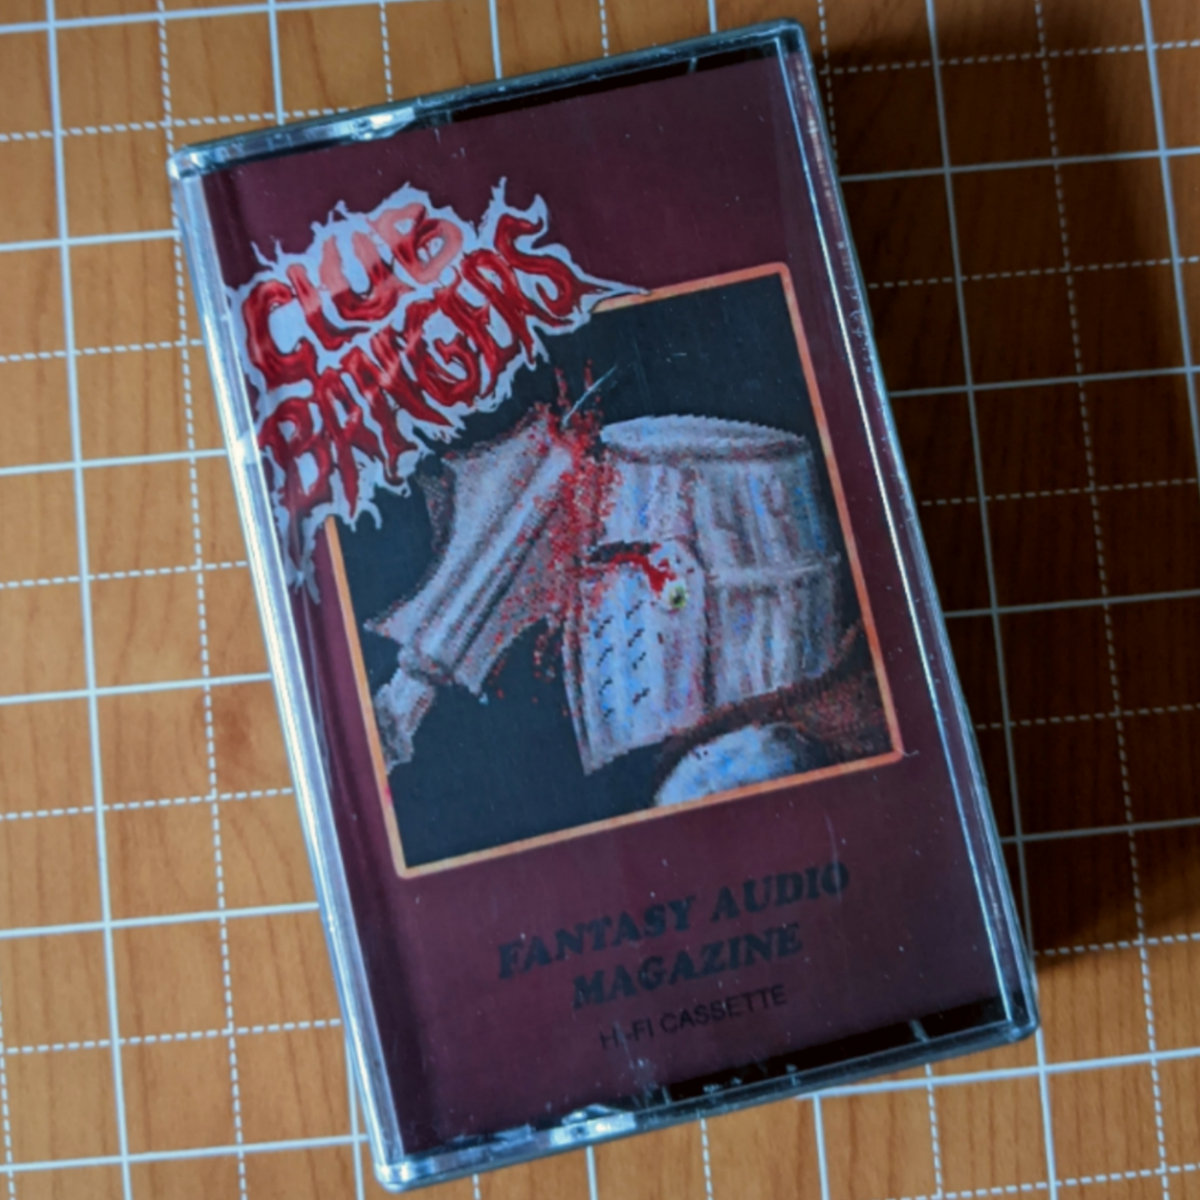 CLUB
BANGERS
FANTASY AUDIO
MAGAZINE
HI-FI CASSETTE